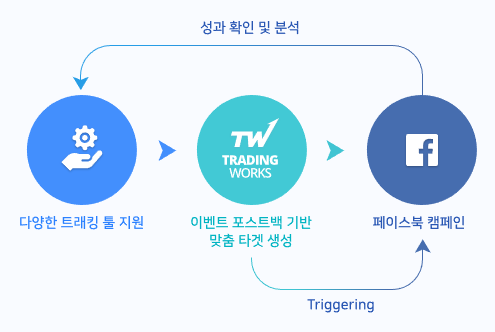 성과 확인 및 분석
TW
TRADING
WORKS
다양한 트래킹 툴 지원
이벤트 포스트백 기반
맞춤 타겟 생성
페이스북 캠페인
Triggering